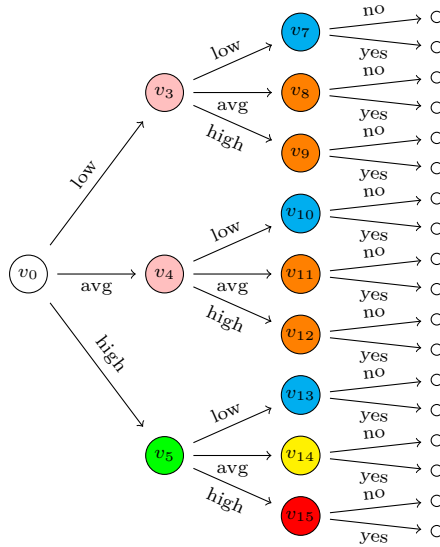 no
v7
low
yes
no
v3
avg
v8
yes
high
no
v9
low
yes
no
low
v10
yes
no
v0
avg
v4
avg
v11
yes
high
no
v12
high
yes
no
low
v13
yes
no
v5
avg
v14
yes
high
no
v15
yes